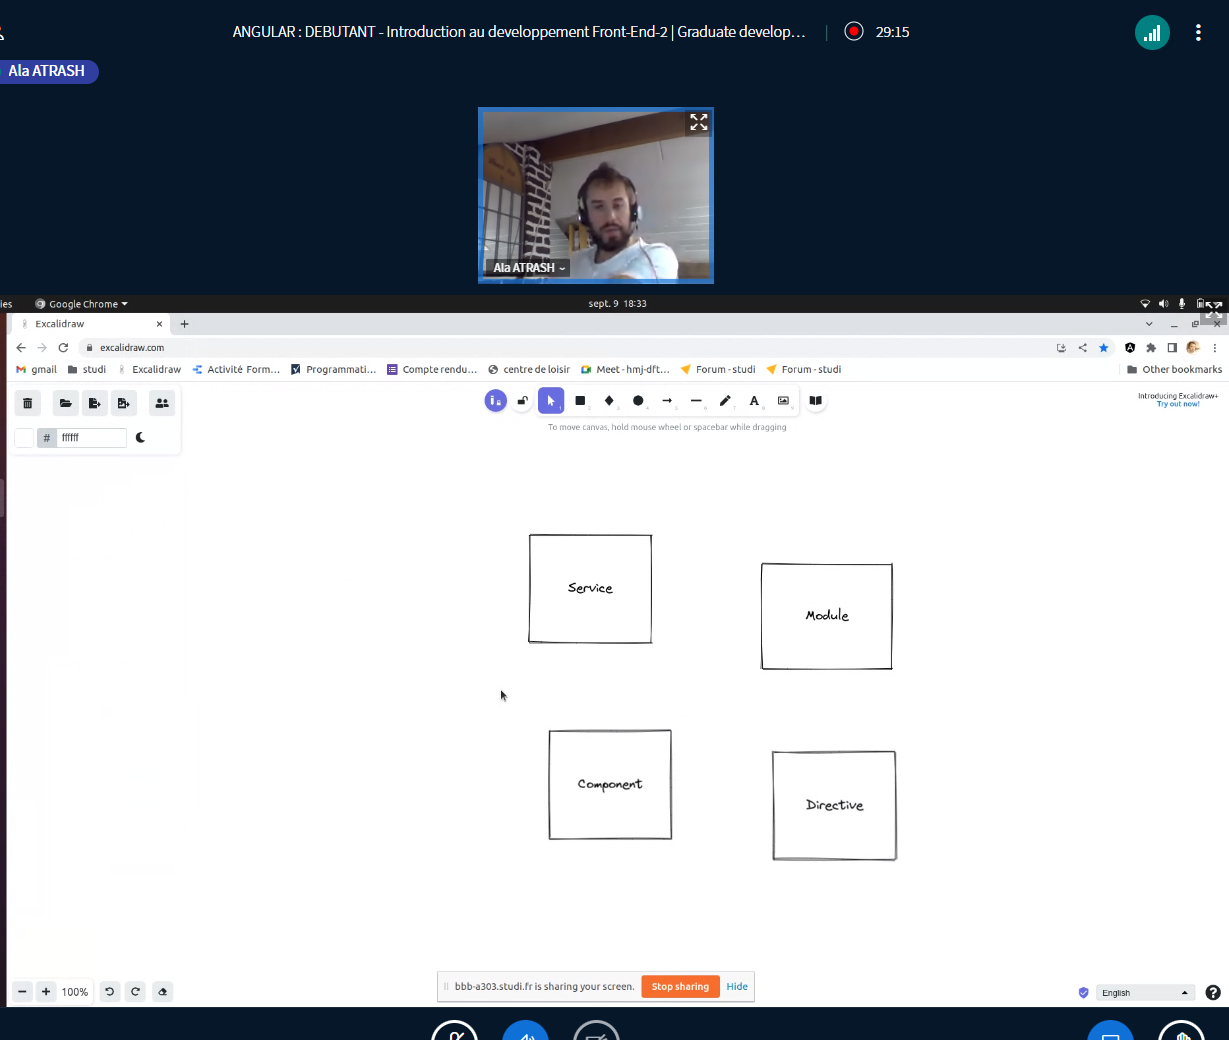 ANGULAR : DEBUTANT - Introduction au developpement Front-End-2 | Graduate develop...
29:15
Ala ATRASH
Ala ATRASH
ies
Google Chrome
sept. 9 18:33
Excalidraw
excalidraw.com
gmail
studi
Excalidraw
Activité Form...
Programmati...
Compte rendu...
centre de loisir
Meet - hmj-dft...
Forum - studi
Forum - studi
Other bookmarks
Introducing Excalidraw+
Try out now!
# ffffff
To move canvas, hold mouse wheel or spacebar while dragging
Service
Module
Component
Directive
bbb-a303.studi.fr is sharing your screen.
Stop sharing
Hide
100%
English